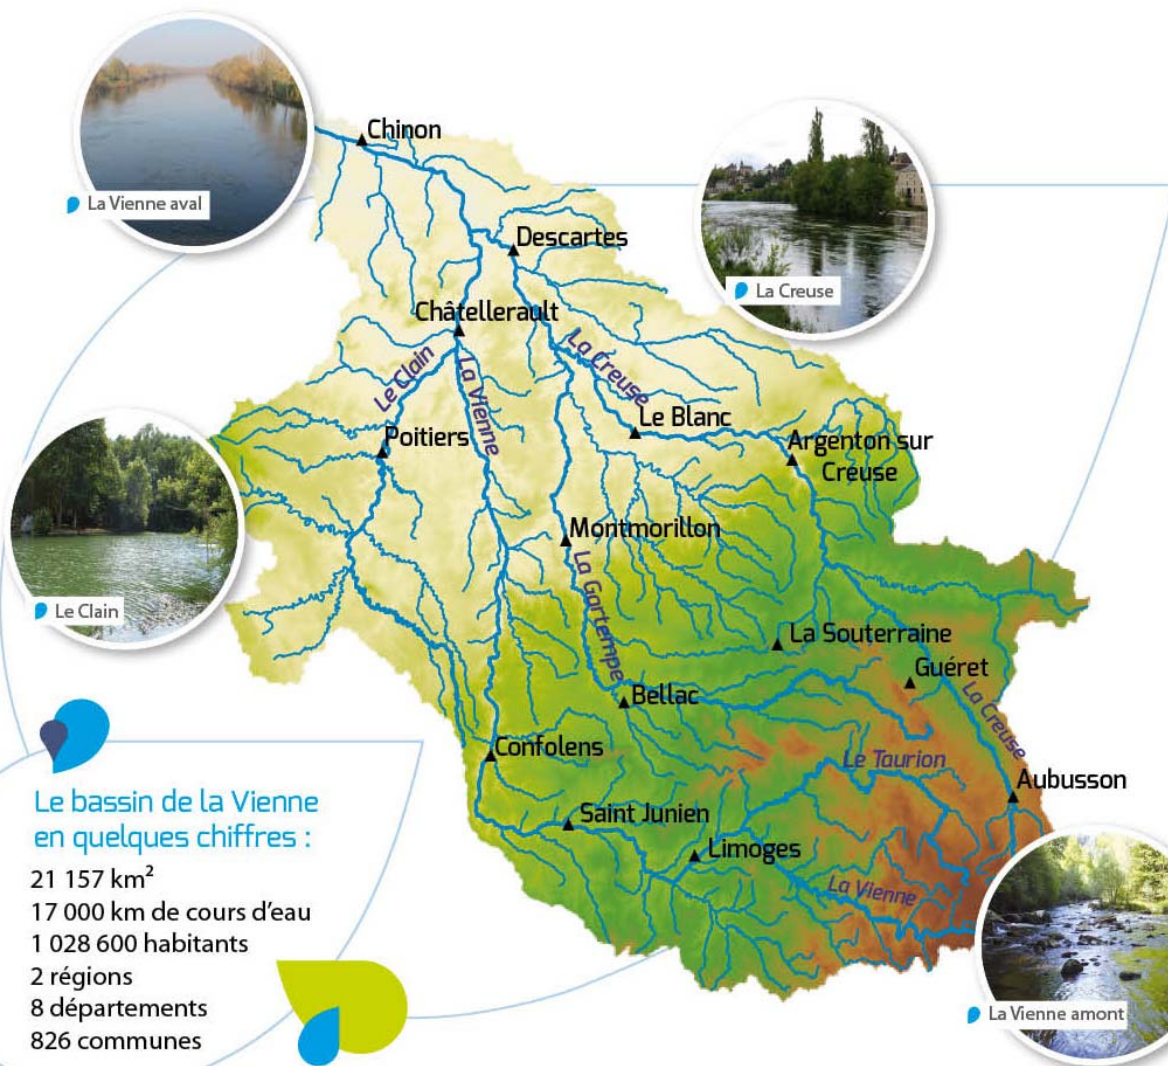 Chinon
La Vienne aval
Descartes
La Creuse
Châtellerault
Le Clain
La Vienne
La Creuse
Le Blanc
Poitiers
Argenton sur
Creuse
Montmorillon
La Gartempe
Le Clain
La Souterraine
Guéret
La Creuse
Bellac
Confolens
Le Taurion
Aubusson
Saint Junien
Limoges
La Vienne
La Vienne amont
Le bassin de la Vienne
en quelques chiffres :
21 157 km²
17 000 km de cours d'eau
1 028 600 habitants
2 régions
8 départements
826 communes